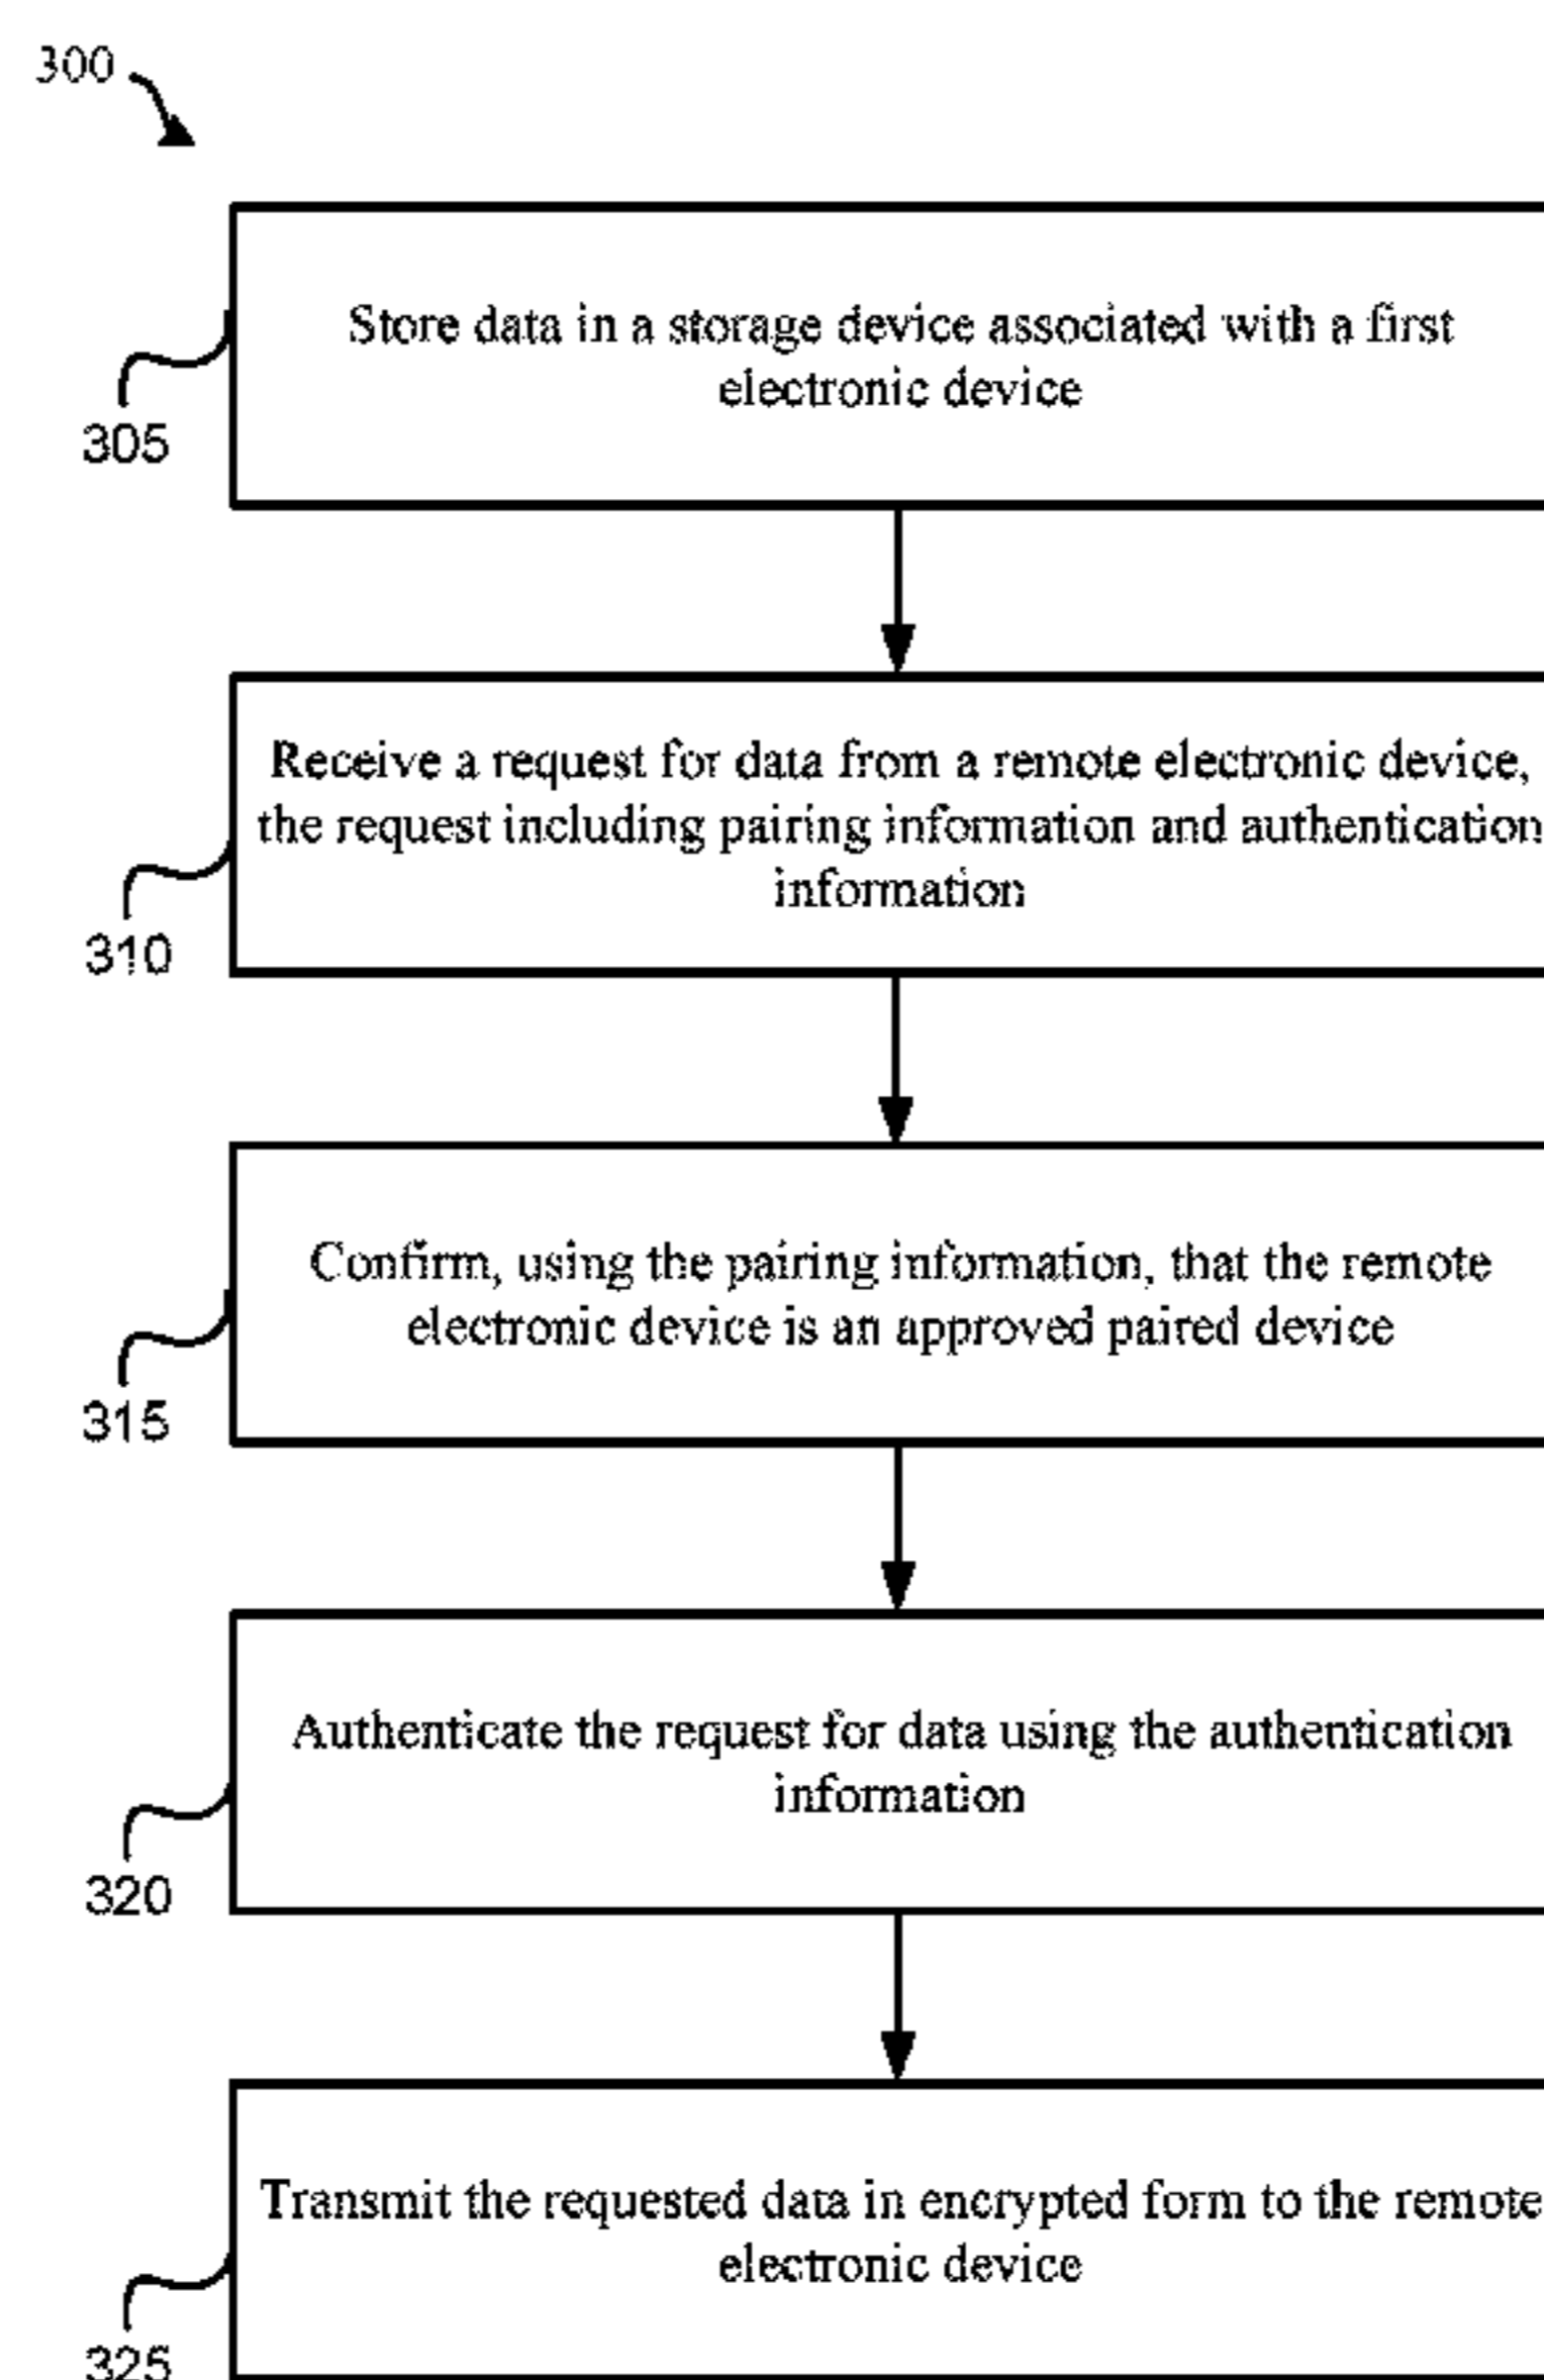 300
Store data in a storage device associated with a first
electronic device
305
Receive a request for data from a remote electronic device,
the request including pairing information and authentication
information
310
Confirm, using the pairing information, that the remote
electronic device is an approved paired device
315
Authenticate the request for data using the authentication
information
320
Transmit the requested data in encrypted form to the remote
electronic device
325